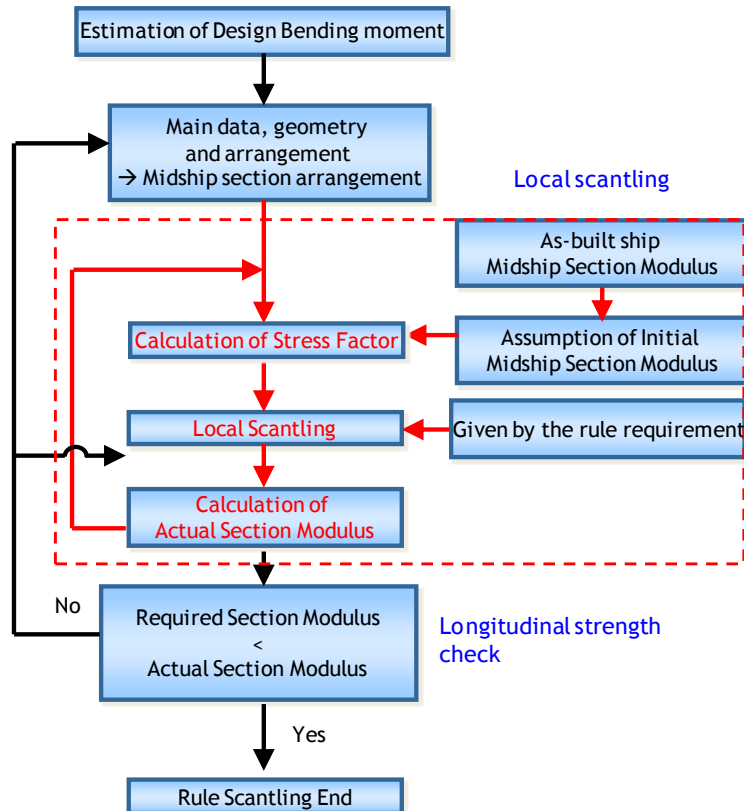 Estimation of Design Bending moment
Main data, geometry
and arrangement
→ Midship section arrangement
Local scantling
As-built ship
Midship Section Modulus
Calculation of Stress Factor
Assumption of Initial
Midship Section Modulus
Local Scantling
Given by the rule requirement
Calculation of
Actual Section Modulus
No
Required Section Modulus
<
Actual Section Modulus
Longitudinal strength
check
Yes
Rule Scantling End